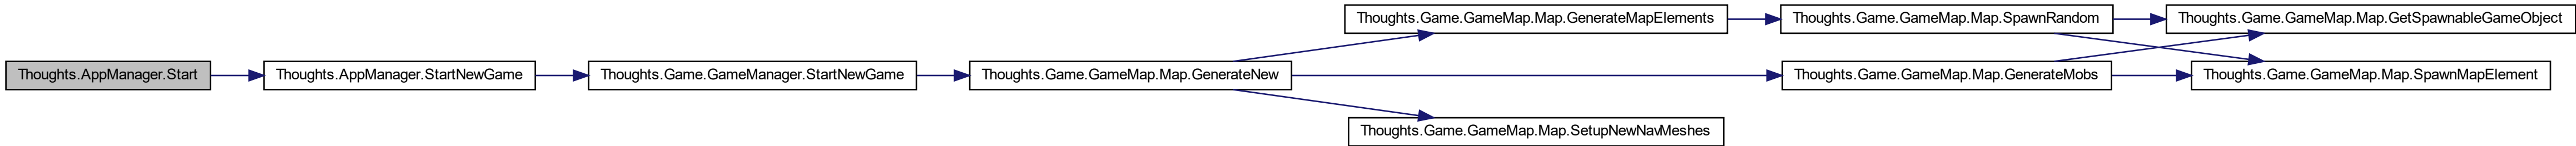 Thoughts.AppManager.Start
Thoughts.AppManager.StartNewGame
Thoughts.Game.GameManager.StartNewGame
Thoughts.Game.GameMap.Map.GenerateNew
Thoughts.Game.GameMap.Map.GenerateMapElements
Thoughts.Game.GameMap.Map.SpawnRandom
Thoughts.Game.GameMap.Map.GetSpawnableGameObject
Thoughts.Game.GameMap.Map.GenerateMobs
Thoughts.Game.GameMap.Map.SpawnMapElement
Thoughts.Game.GameMap.Map.SetupNewNavMeshes